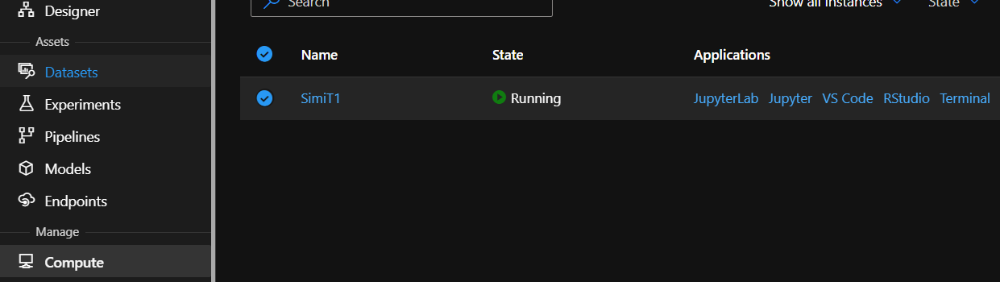 Designer
Assets
Datasets
Experiments
Pipelines
Models
Endpoints
Manage
Compute
Search
Show all instances State
Name State Applications
SimiT1 Running JupyterLab Jupyter VS Code RStudio Terminal